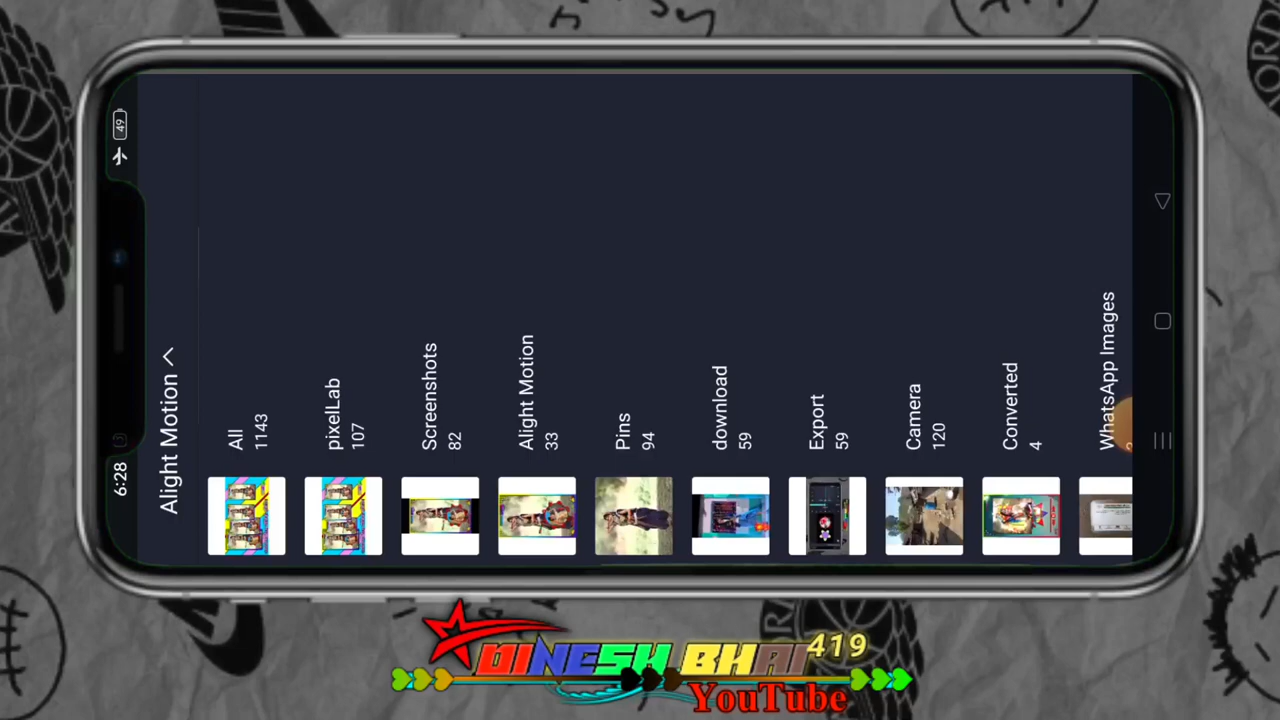 6:28
49
Alight Motion
All
1143
pixelLab
107
Screenshots
82
Alight Motion
33
Pins
94
download
59
Export
59
Camera
120
Converted
4
WhatsApp Images
DINESH BHAI 419
YouTube